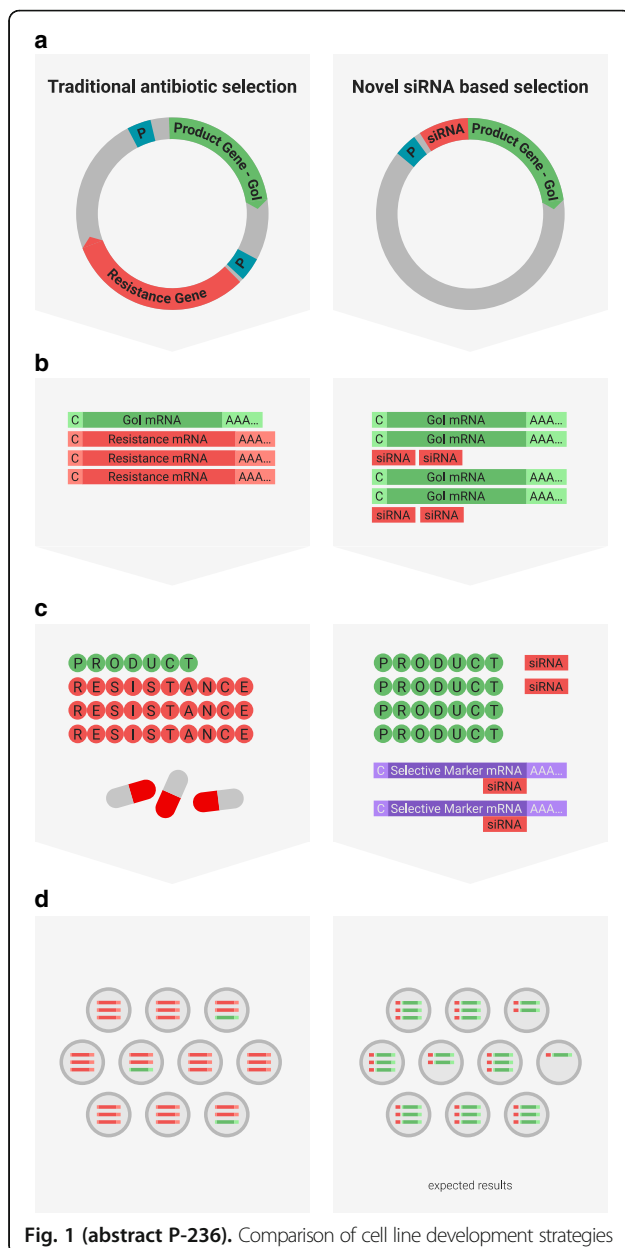 a
Traditional antibiotic selection
Novel siRNA based selection
P
Product Gene - GoI
P
Resistance Gene
P
siRNA
Product Gene - GoI
b
C GoI mRNA AAA...
C Resistance mRNA AAA...
C Resistance mRNA AAA...
C Resistance mRNA AAA...
C GoI mRNA AAA...
C GoI mRNA AAA...
siRNA siRNA
C GoI mRNA AAA...
C GoI mRNA AAA...
siRNA siRNA
c
PRODUCT
RESISTANCE
RESISTANCE
RESISTANCE
PRODUCT siRNA
PRODUCT siRNA
PRODUCT
PRODUCT
C Selective Marker mRNA AAA...
siRNA
C Selective Marker mRNA AAA...
siRNA
d
expected results
Fig. 1 (abstract P-236). Comparison of cell line development strategies